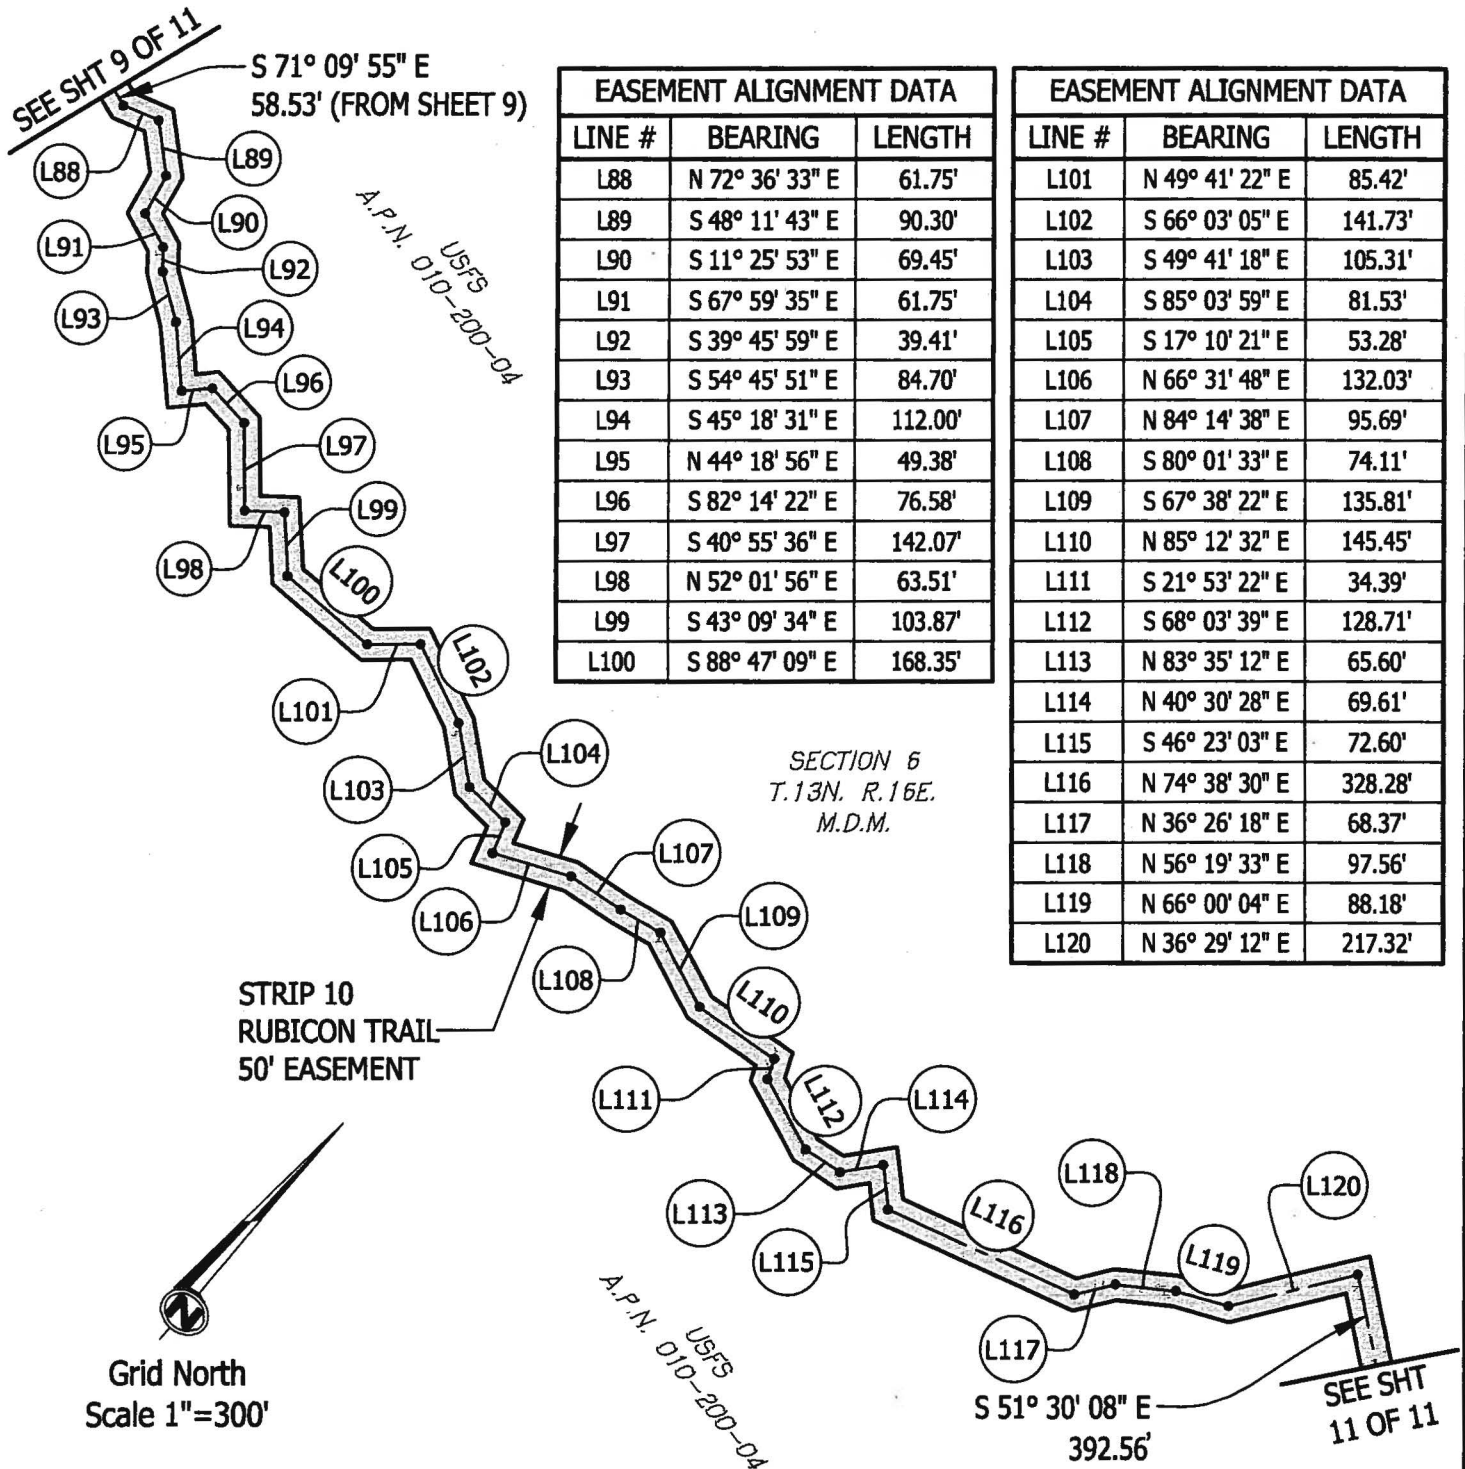 SEE SHT 9 OF 11
S 71° 09' 55" E
58.53' (FROM SHEET 9)
EASEMENT ALIGNMENT DATA
LINE # BEARING LENGTH
L88 N 72° 36' 33" E 61.75'
L89 S 48° 11' 43" E 90.30'
L90 S 11° 25' 53" E 69.45'
L91 S 67° 59' 35" E 61.75'
L92 S 39° 45' 59" E 39.41'
L93 S 54° 45' 51" E 84.70'
L94 S 45° 18' 31" E 112.00'
L95 N 44° 18' 56" E 49.38'
L96 S 82° 14' 22" E 76.58'
L97 S 40° 55' 36" E 142.07'
L98 N 52° 01' 56" E 63.51'
L99 S 43° 09' 34" E 103.87'
L100 S 88° 47' 09" E 168.35'
EASEMENT ALIGNMENT DATA
LINE # BEARING LENGTH
L101 N 49° 41' 22" E 85.42'
L102 S 66° 03' 05" E 141.73'
L103 S 49° 41' 18" E 105.31'
L104 S 85° 03' 59" E 81.53'
L105 S 17° 10' 21" E 53.28'
L106 N 66° 31' 48" E 132.03'
L107 N 84° 14' 38" E 95.69'
L108 S 80° 01' 33" E 74.11'
L109 S 67° 38' 22" E 135.81'
L110 N 85° 12' 32" E 145.45'
L111 S 21° 53' 22" E 34.39'
L112 S 68° 03' 39" E 128.71'
L113 N 83° 35' 12" E 65.60'
L114 N 40° 30' 28" E 69.61'
L115 S 46° 23' 03" E 72.60'
L116 N 74° 38' 30" E 328.28'
L117 N 36° 26' 18" E 68.37'
L118 N 56° 19' 33" E 97.56'
L119 N 66° 00' 04" E 88.18'
L120 N 36° 29' 12" E 217.32'
L88
L89
L90
L91
L92
L93
L94
L95
L96
L97
L98
L99
L100
L101
L102
L103
L104
L105
L106
L107
L108
L109
L110
L111
L112
L113
L114
L115
L116
L117
L118
L119
L120
USFS
A.P.N. 010-200-04
SECTION 6
T.13N. R.16E.
M.D.M.
STRIP 10
RUBICON TRAIL
50' EASEMENT
N
Grid North
Scale 1"=300'
USFS
A.P.N. 010-200-04
S 51° 30' 08" E
392.56'
SEE SHT
11 OF 11